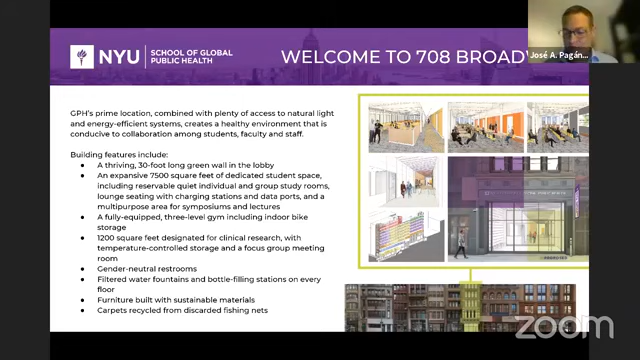 NYU
SCHOOL OF GLOBAL
PUBLIC HEALTH
WELCOME TO 708 BROADW
José A. Pagán...
GPH's prime location, combined with plenty of access to natural light
and energy-efficient systems, creates a healthy environment that is
conducive to collaboration among students, faculty and staff.
Building features include:
● A thriving, 30-foot long green wall in the lobby
● An expansive 7500 square feet of dedicated student space,
including reservable quiet individual and group study rooms,
lounge seating with charging stations and data ports, and a
multipurpose area for symposiums and lectures
● A fully-equipped, three-level gym including indoor bike
storage
● 1200 square feet designated for clinical research, with
temperature-controlled storage and a focus group meeting
room
● Gender-neutral restrooms
● Filtered water fountains and bottle-filling stations on every
floor
● Furniture built with sustainable materials
● Carpets recycled from discarded fishing nets
zoom